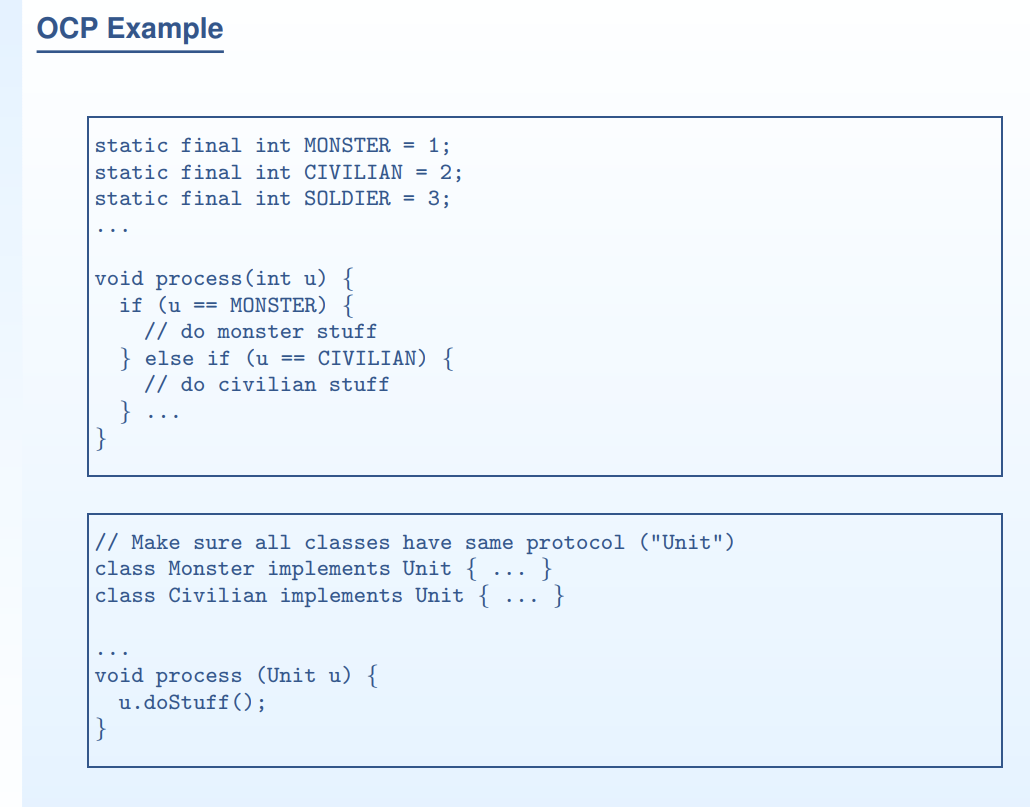 OCP Example
static final int MONSTER = 1;
static final int CIVILIAN = 2;
static final int SOLDIER = 3;
...
void process(int u) {
  if (u == MONSTER) {
    // do monster stuff
  } else if (u == CIVILIAN) {
    // do civilian stuff
  } ...
}
// Make sure all classes have same protocol ("Unit")
class Monster implements Unit { ... }
class Civilian implements Unit { ... }
...
void process (Unit u) {
  u.doStuff();
}